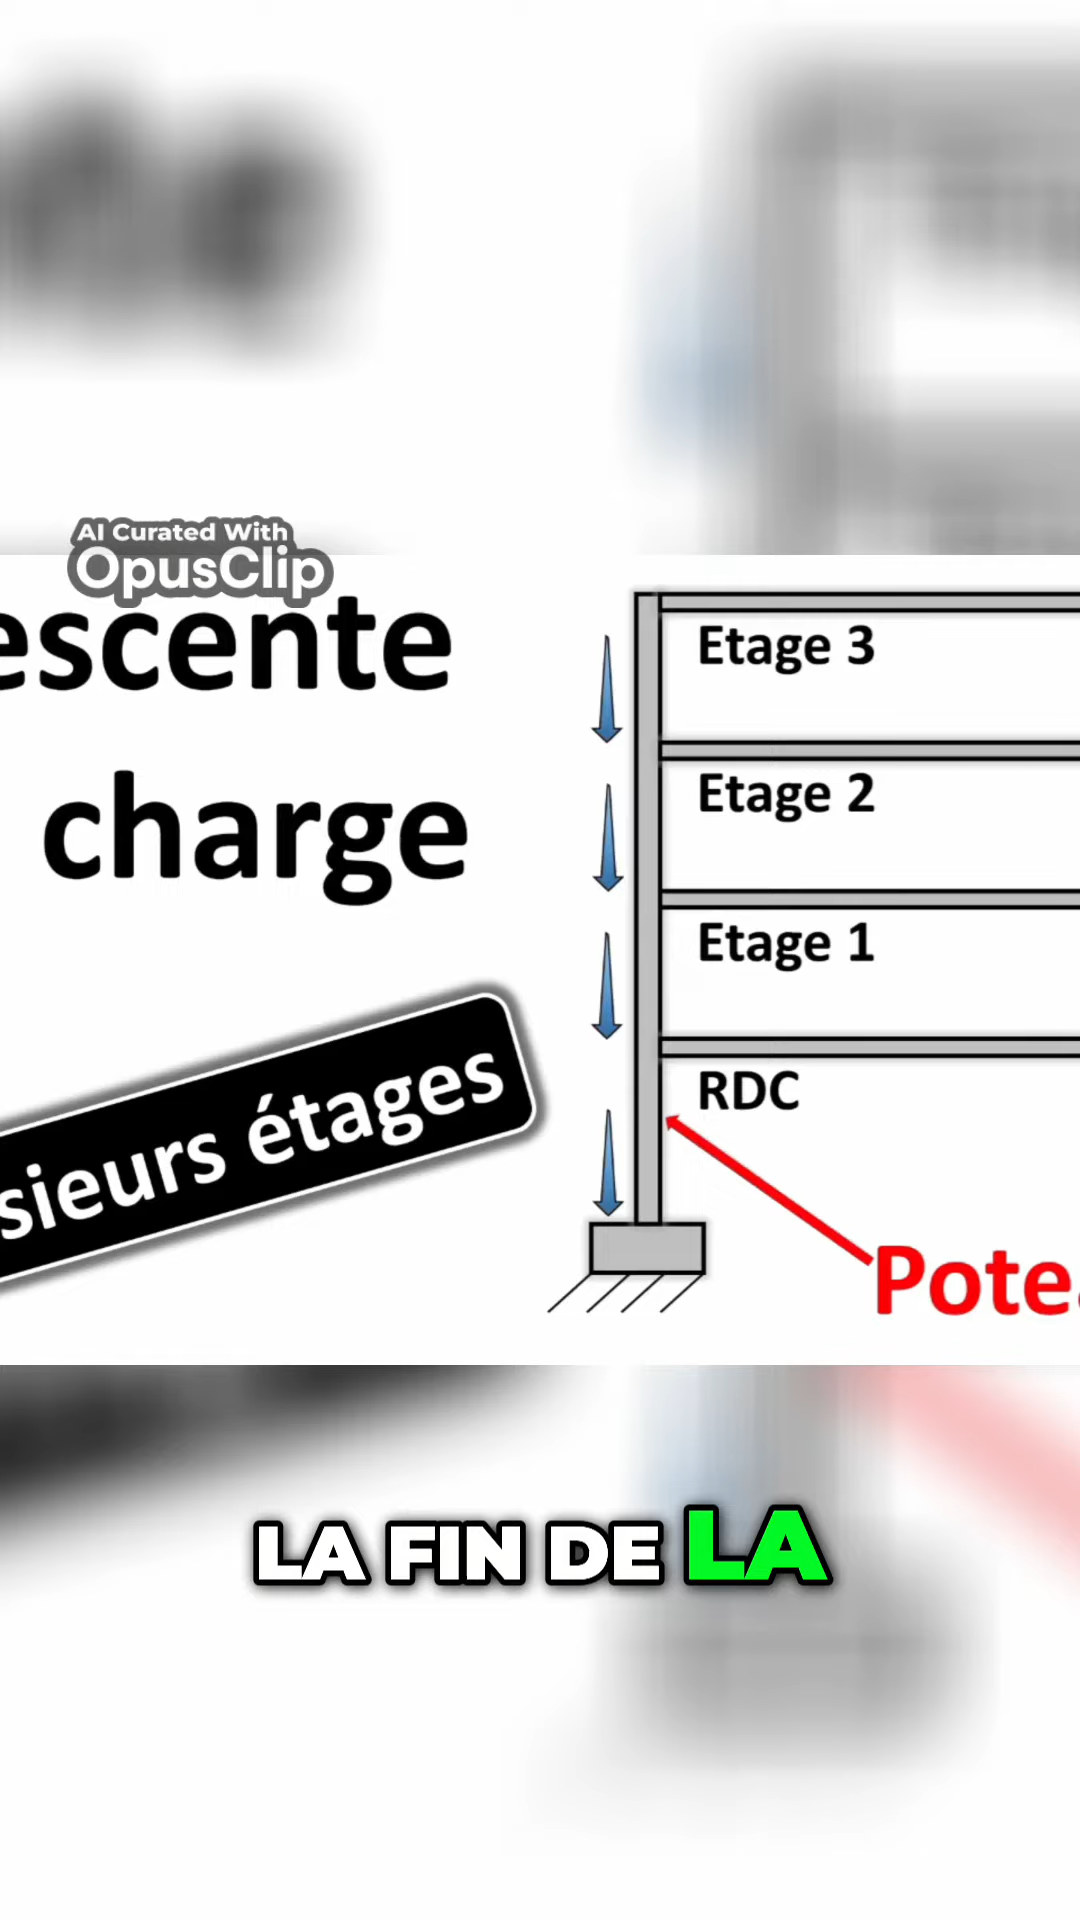 AI Curated With
OpusClip
escente
charge
sieurs étages
Etage 3
Etage 2
Etage 1
RDC
Pote
LA FIN DE LA